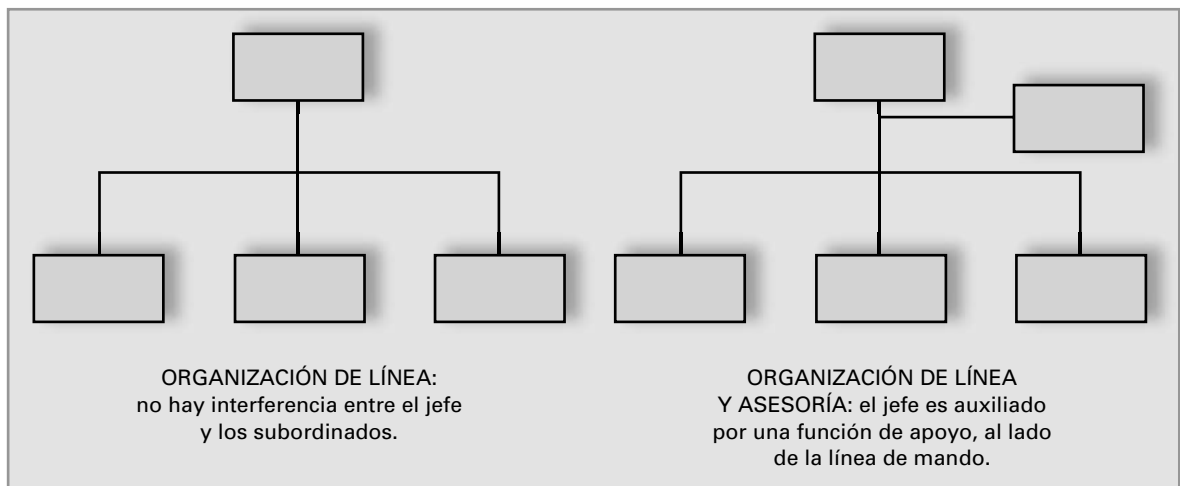 ORGANIZACIÓN DE LÍNEA:
no hay interferencia entre el jefe
y los subordinados.
ORGANIZACIÓN DE LÍNEA
Y ASESORÍA: el jefe es auxiliado
por una función de apoyo, al lado
de la línea de mando.